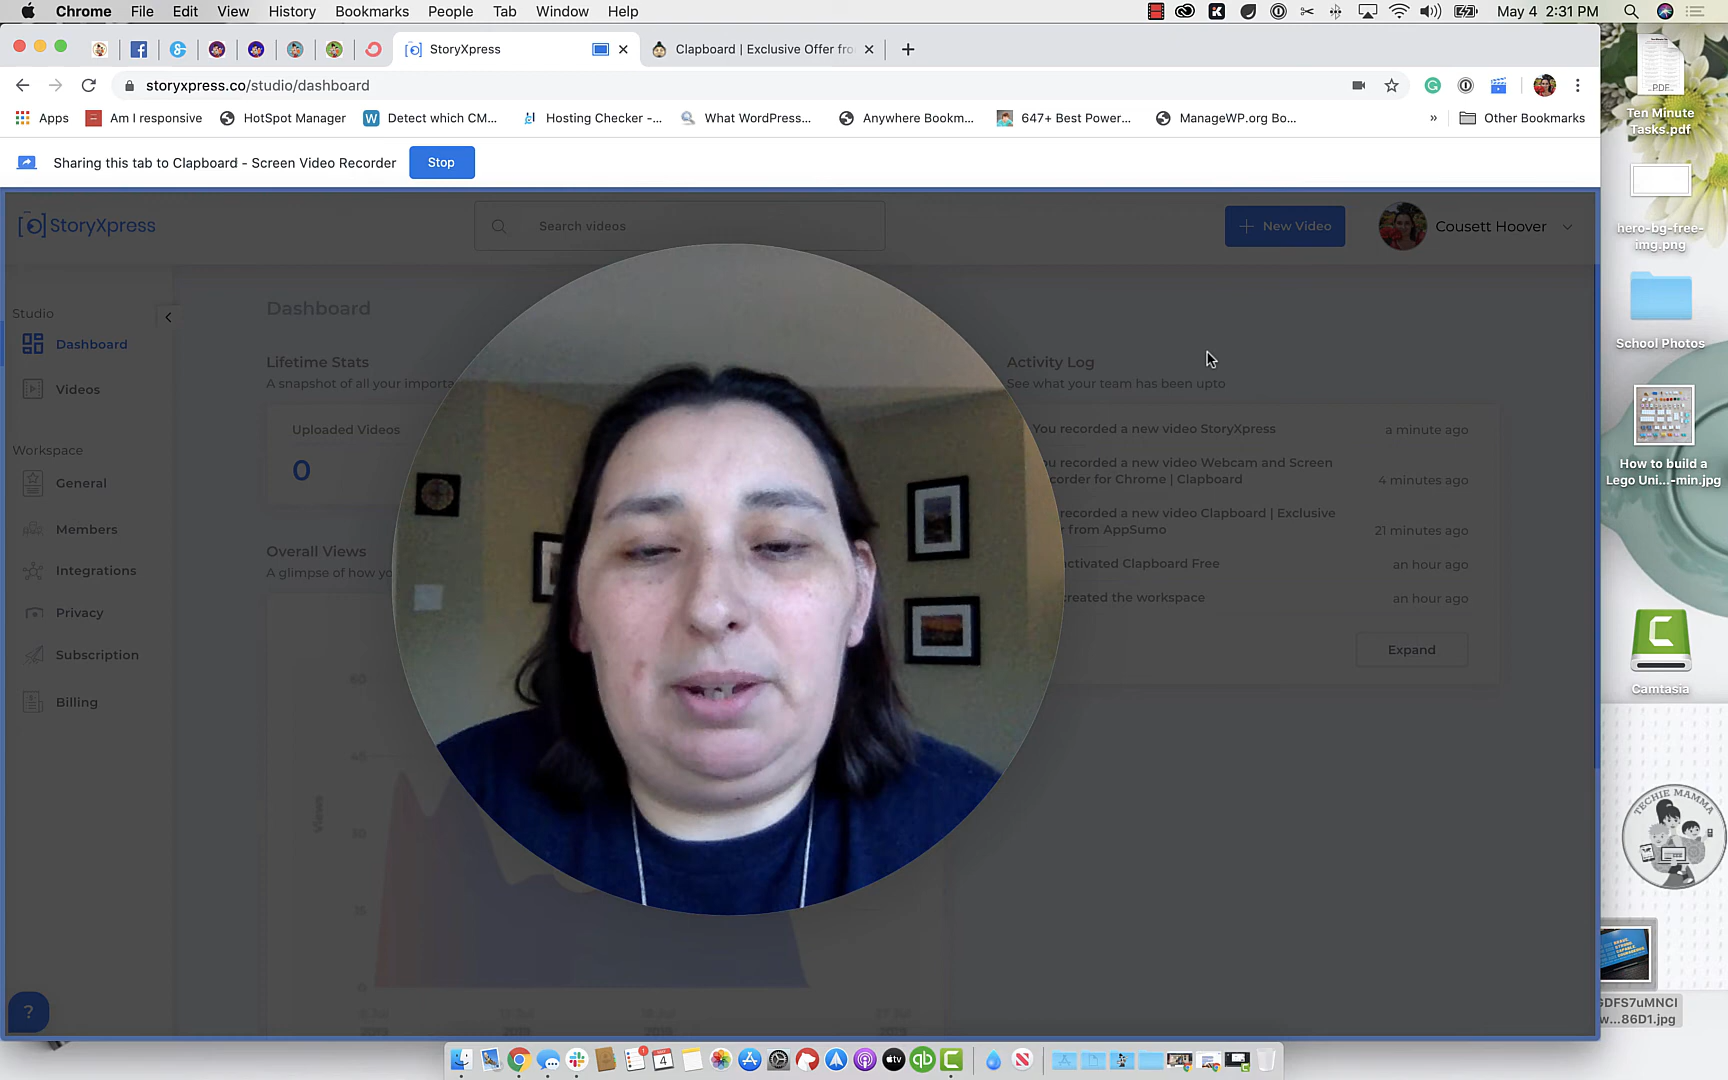 Chrome File Edit View History Bookmarks People Tab Window Help
May 4 2:31 PM
StoryXpress
Clapboard | Exclusive Offer fro
storyxpress.co/studio/dashboard
Apps
Am I responsive
HotSpot Manager
Detect which CM...
Hosting Checker -...
What WordPress...
Anywhere Bookm...
647+ Best Power...
ManageWP.org Bo...
»
Other Bookmarks
Sharing this tab to Clapboard - Screen Video Recorder
Stop
StoryXpress
Search videos
New Video
Cousett Hoover
Studio
Dashboard
Videos
Workspace
General
Members
Integrations
Privacy
Subscription
Billing
?
Dashboard
Lifetime Stats
A snapshot of all your importa
Uploaded Videos
0
Overall Views
A glimpse of how yo
Views
Activity Log
See what your team has been upto
You recorded a new video StoryXpress
a minute ago
ou recorded a new video Webcam and Screen
corder for Chrome | Clapboard
4 minutes ago
recorded a new video Clapboard | Exclusive
from AppSumo
21 minutes ago
activated Clapboard Free
an hour ago
created the workspace
an hour ago
Expand
PDF
Ten Minute
Tasks.pdf
hero-bg-free-
img.png
School Photos
How to build a
Lego Uni...-min.jpg
Camtasia
TECHIE MAMMA
GDFS7uMNCI
w...86D1.jpg